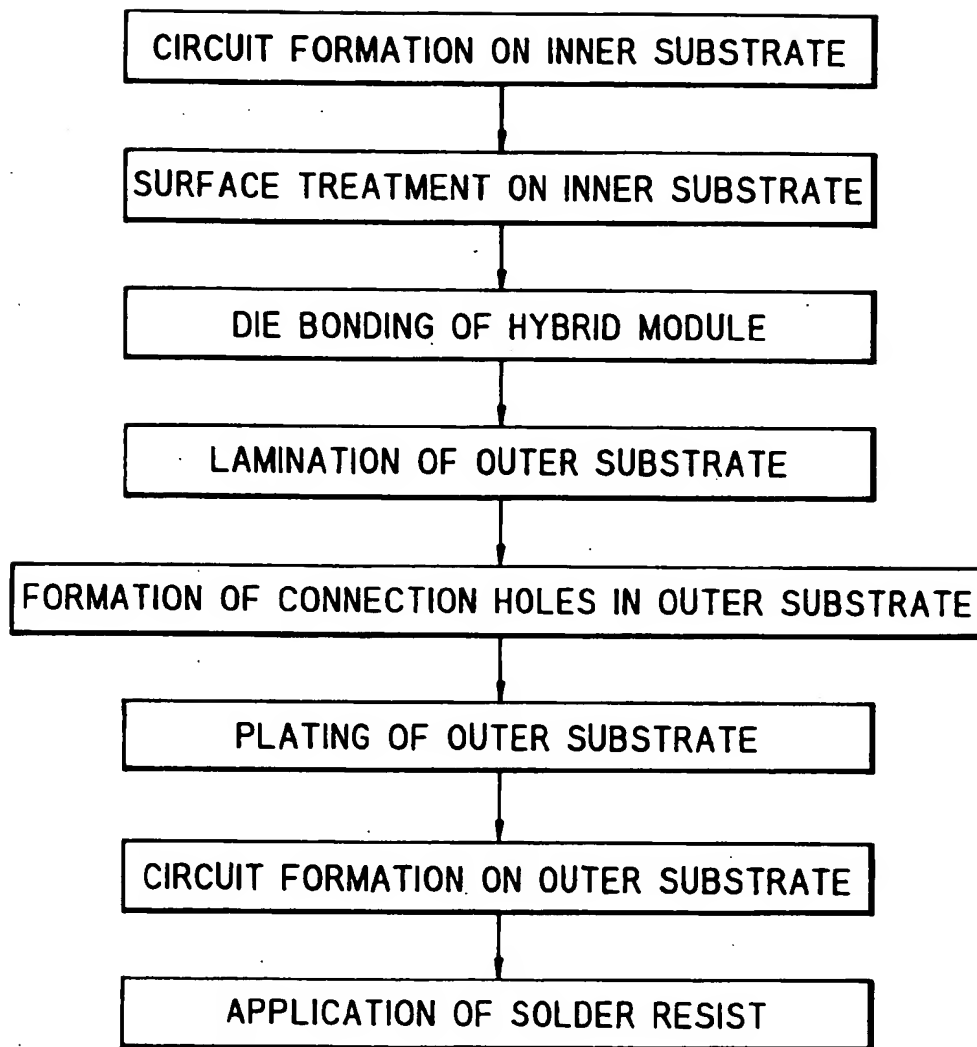 CIRCUIT FORMATION ON INNER SUBSTRATE
SURFACE TREATMENT ON INNER SUBSTRATE
DIE BONDING OF HYBRID MODULE
LAMINATION OF OUTER SUBSTRATE
FORMATION OF CONNECTION HOLES IN OUTER SUBSTRATE
PLATING OF OUTER SUBSTRATE
CIRCUIT FORMATION ON OUTER SUBSTRATE
APPLICATION OF SOLDER RESIST